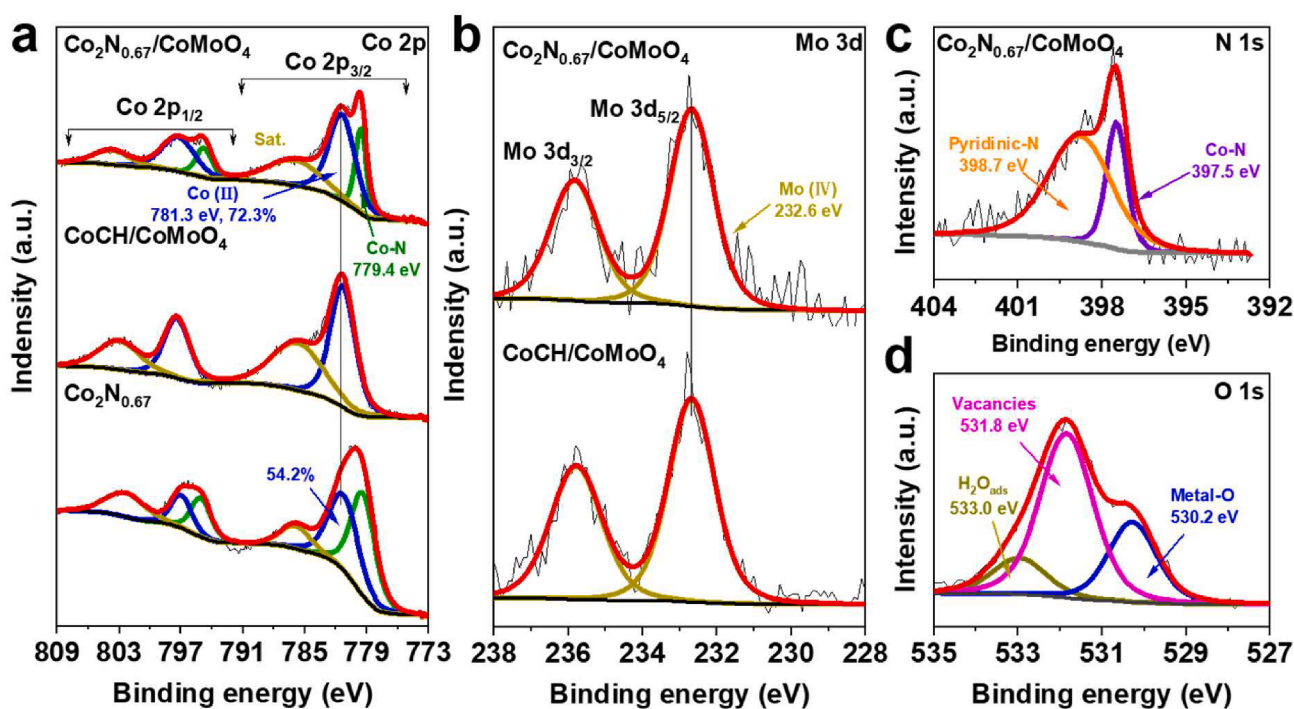 a
Co₂N₀.₆₇/CoMoO₄
Co 2p
Co 2p₃/₂
Co 2p₁/₂
Sat.
Co (II)
781.3 eV, 72.3%
Co-N
779.4 eV
CoCH/CoMoO₄
Co₂N₀.₆₇
54.2%
Indensity (a.u.)
809 803 797 791 785 779 773
Binding energy (eV)
b
Mo 3d
Co₂N₀.₆₇/CoMoO₄
Mo 3d₅/₂
Mo 3d₃/₂
Mo (IV)
232.6 eV
CoCH/CoMoO₄
Indensity (a.u.)
238 236 234 232 230 228
Binding energy (eV)
c
Co₂N₀.₆₇/CoMoO₄
N 1s
Pyridinic-N
398.7 eV
Co-N
397.5 eV
Intensity (a.u.)
404 401 398 395 392
Binding energy (eV)
d
O 1s
Vacancies
531.8 eV
H₂Oₐdₛ
533.0 eV
Metal-O
530.2 eV
Intensity (a.u.)
535 533 531 529 527
Binding energy (eV)